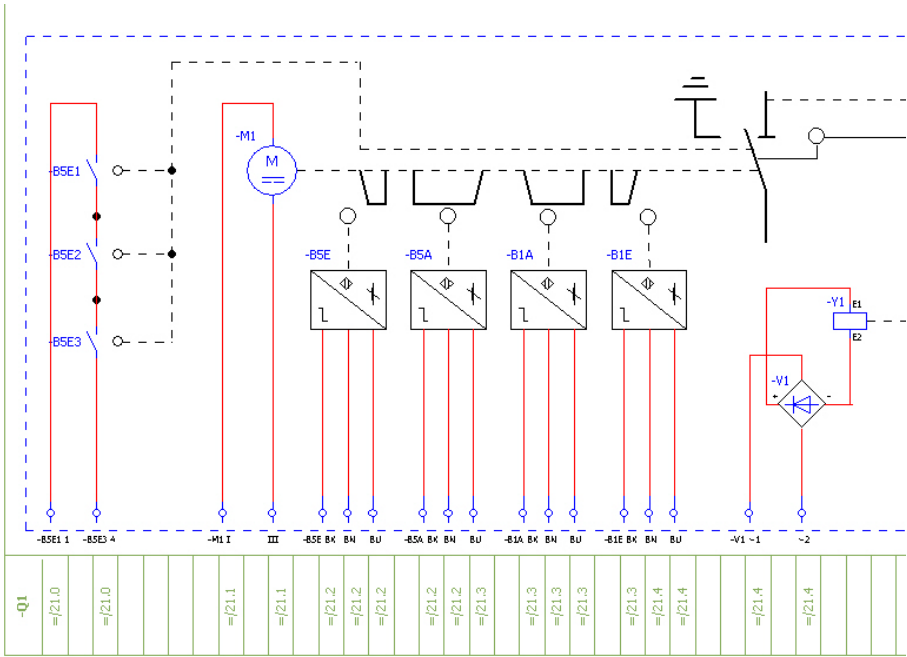 -M1
M
-B5E1
-B5E2
-B5E
-B5A
-B1A
-B1E
-Y1
E1
E2
-B5E3
-V1
+
-
-B5E1 1
-B5E3 4
-M1 I
III
-B5E BK
BN
BU
-B5A BK
BN
BU
-B1A BK
BN
BU
-B1E BK
BN
BU
-V1 ~1
~2
-Q1
=/21.0
=/21.0
=/21.1
=/21.1
=/21.2
=/21.2
=/21.2
=/21.2
=/21.2
=/21.3
=/21.3
=/21.3
=/21.3
=/21.3
=/21.4
=/21.4
=/21.4
=/21.4